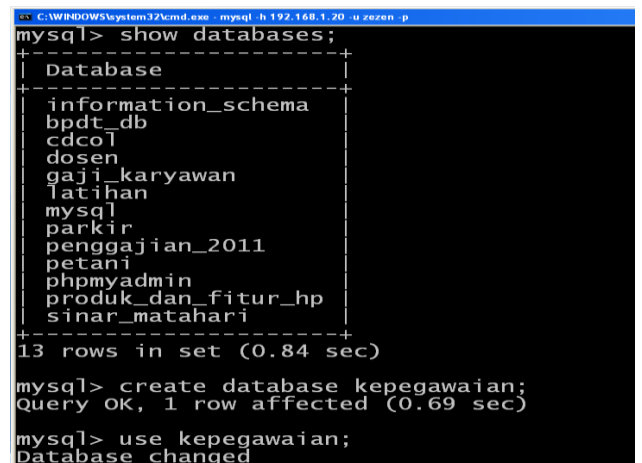 C:\WINDOWS\system32\cmd.exe - mysql -h 192.168.1.20 -u zezen -p
mysql> show databases;
+--------------------+
| Database |
+--------------------+
| information_schema |
| bpdt_db |
| cdcol |
| dosen |
| gaji_karyawan |
| latihan |
| mysql |
| parkir |
| penggajian_2011 |
| petani |
| phpmyadmin |
| produk_dan_fitur_hp |
| sinar_matahari |
+--------------------+
13 rows in set (0.84 sec)
mysql> create database kepegawaian;
Query OK, 1 row affected (0.69 sec)
mysql> use kepegawaian;
Database changed